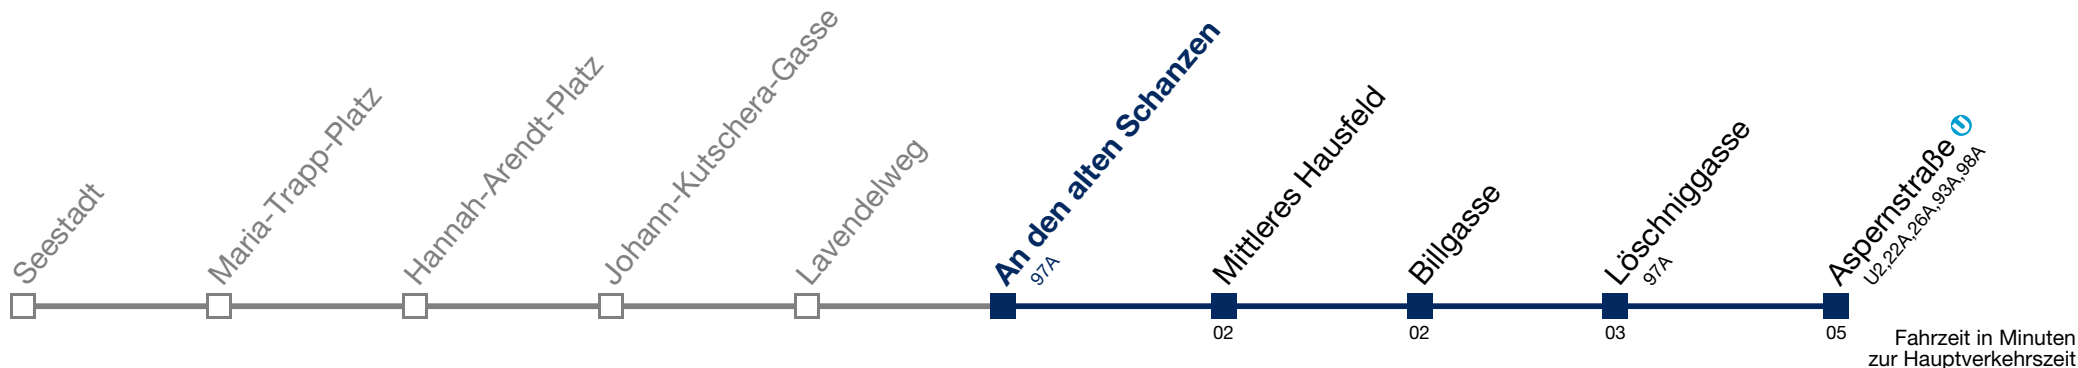 Seestadt
Maria-Trapp-Platz
Hannah-Arendt-Platz
Johann-Kutschera-Gasse
Lavendelweg
An den alten Schanzen
97A
Mittleres Hausfeld
02
Billgasse
02
Löschniggasse
97A
03
Aspernstraße U
U2,22A,26A,93A,98A
05
Fahrzeit in Minuten
zur Hauptverkehrszeit